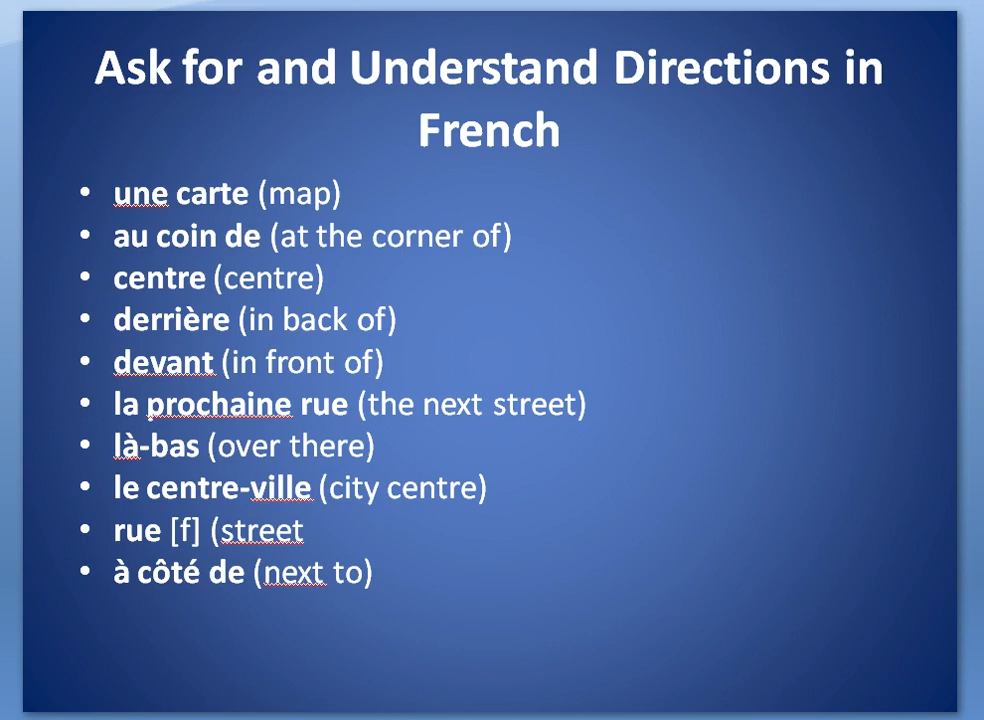 Ask for and Understand Directions in
French
• une carte (map)
• au coin de (at the corner of)
• centre (centre)
• derrière (in back of)
• devant (in front of)
• la prochaine rue (the next street)
• là-bas (over there)
• le centre-ville (city centre)
• rue [f] (street
• à côté de (next to)